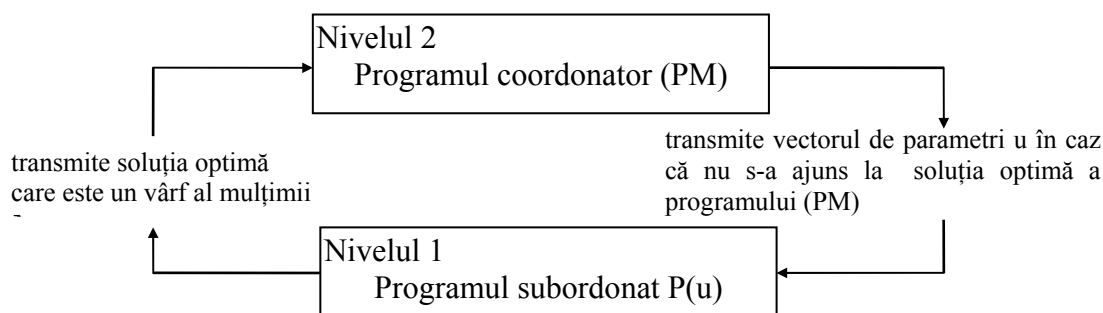 Nivelul 2
Programul coordonator (PM)
transmite soluția optimă
care este un vârf al mulțimii
transmite vectorul de parametri u în caz
că nu s-a ajuns la soluția optimă a
programului (PM)
Nivelul 1
Programul subordonat P(u)